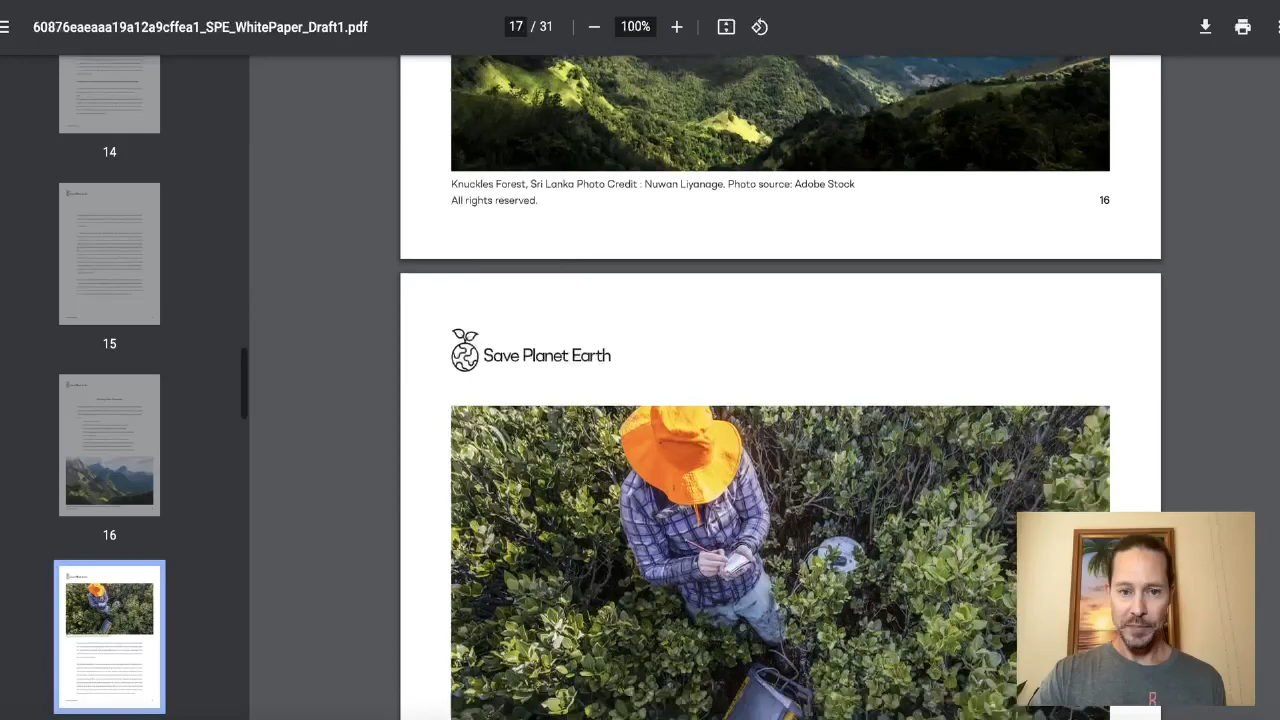 60876eaeaaa19a12a9cffea1_SPE_WhitePaper_Draft1.pdf
17 / 31
100%
14
15
16
Knuckles Forest, Sri Lanka Photo Credit : Nuwan Liyanage. Photo source: Adobe Stock
All rights reserved.
16
Save Planet Earth